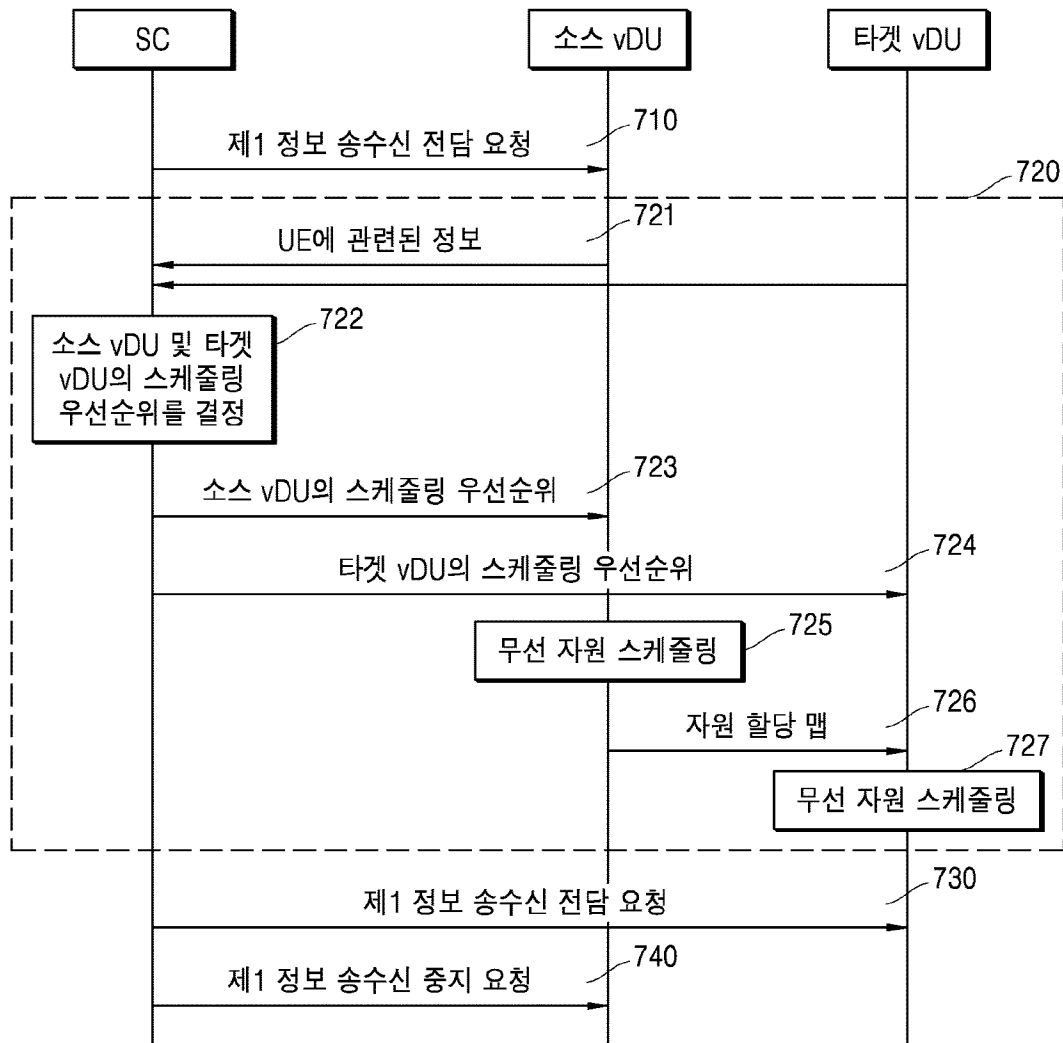 SC
소스 vDU
타겟 vDU
710
제1 정보 송수신 전담 요청
720
721
UE에 관련된 정보
722
소스 vDU 및 타겟
vDU의 스케줄링
우선순위를 결정
723
소스 vDU의 스케줄링 우선순위
724
타겟 vDU의 스케줄링 우선순위
725
무선 자원 스케줄링
726
자원 할당 맵
727
무선 자원 스케줄링
730
제1 정보 송수신 전담 요청
740
제1 정보 송수신 중지 요청